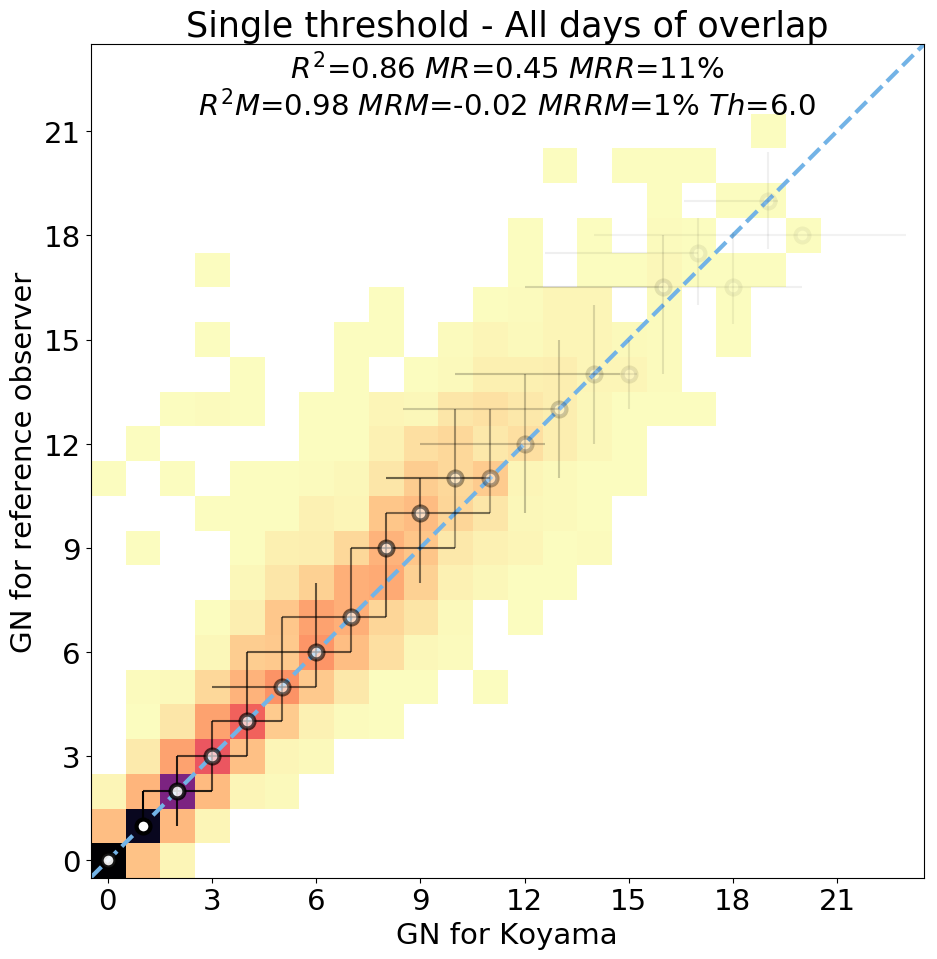 Single threshold - All days of overlap
R²=0.86 MR=0.45 MRR=11%
R²M=0.98 MRM=-0.02 MRRM=1% Th=6.0
21
18
15
12
9
6
3
0
GN for reference observer
0 3 6 9 12 15 18 21
GN for Koyama